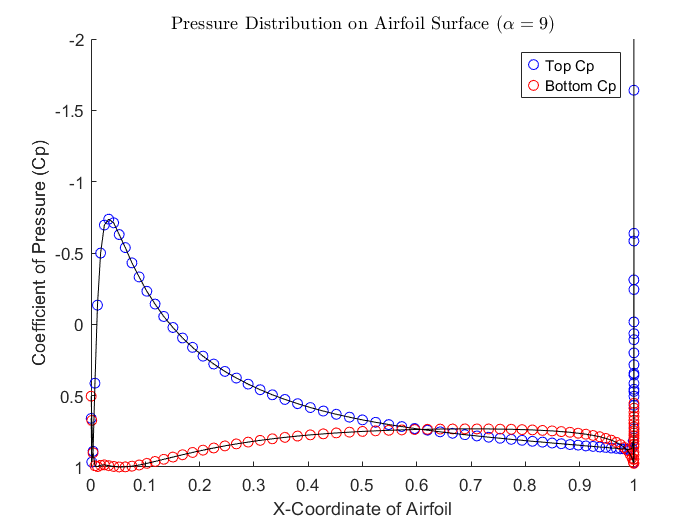 Pressure Distribution on Airfoil Surface (α = 9)
Top Cp
Bottom Cp
Coefficient of Pressure (Cp)
-2
-1.5
-1
-0.5
0
0.5
1
0 0.1 0.2 0.3 0.4 0.5 0.6 0.7 0.8 0.9 1
X-Coordinate of Airfoil